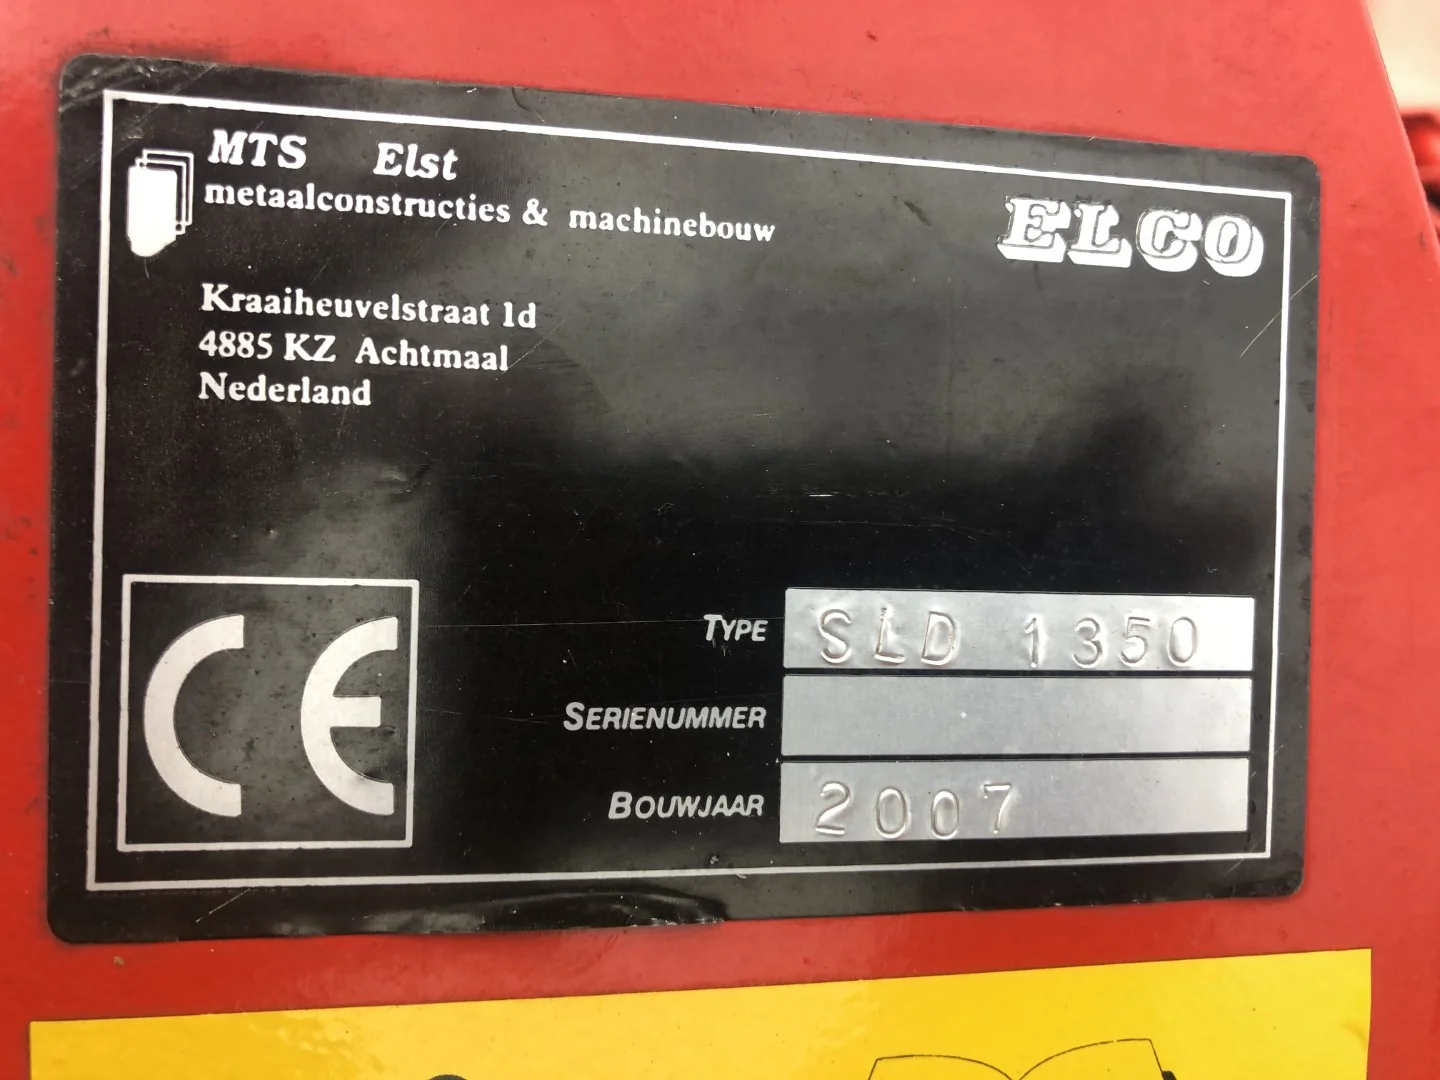 MTS Elst
metaalconstructies & machinebouw
ELCO
Kraaiheuvelstraat 1d
4885 KZ Achtmaal
Nederland
CE
TYPE SLD 1350
SERIENUMMER
BOUWJAAR 2007